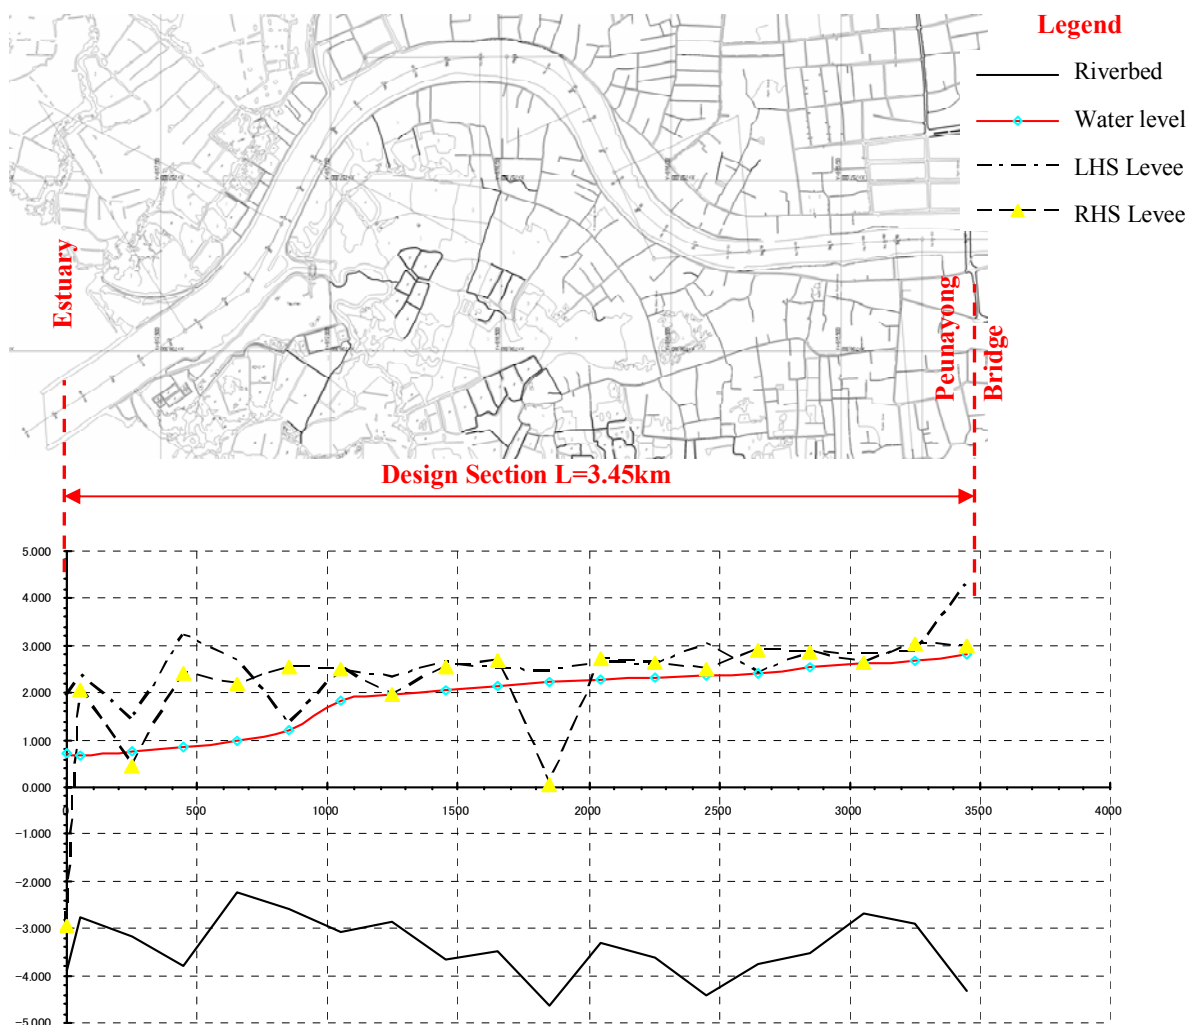 Legend
Riverbed
Water level
LHS Levee
RHS Levee
Estuary
Peunayong
Bridge
Design Section L=3.45km
5.000
4.000
3.000
2.000
1.000
0.000
0 500 1000 1500 2000 2500 3000 3500 4000
-1.000
-2.000
-3.000
-4.000
-5.000